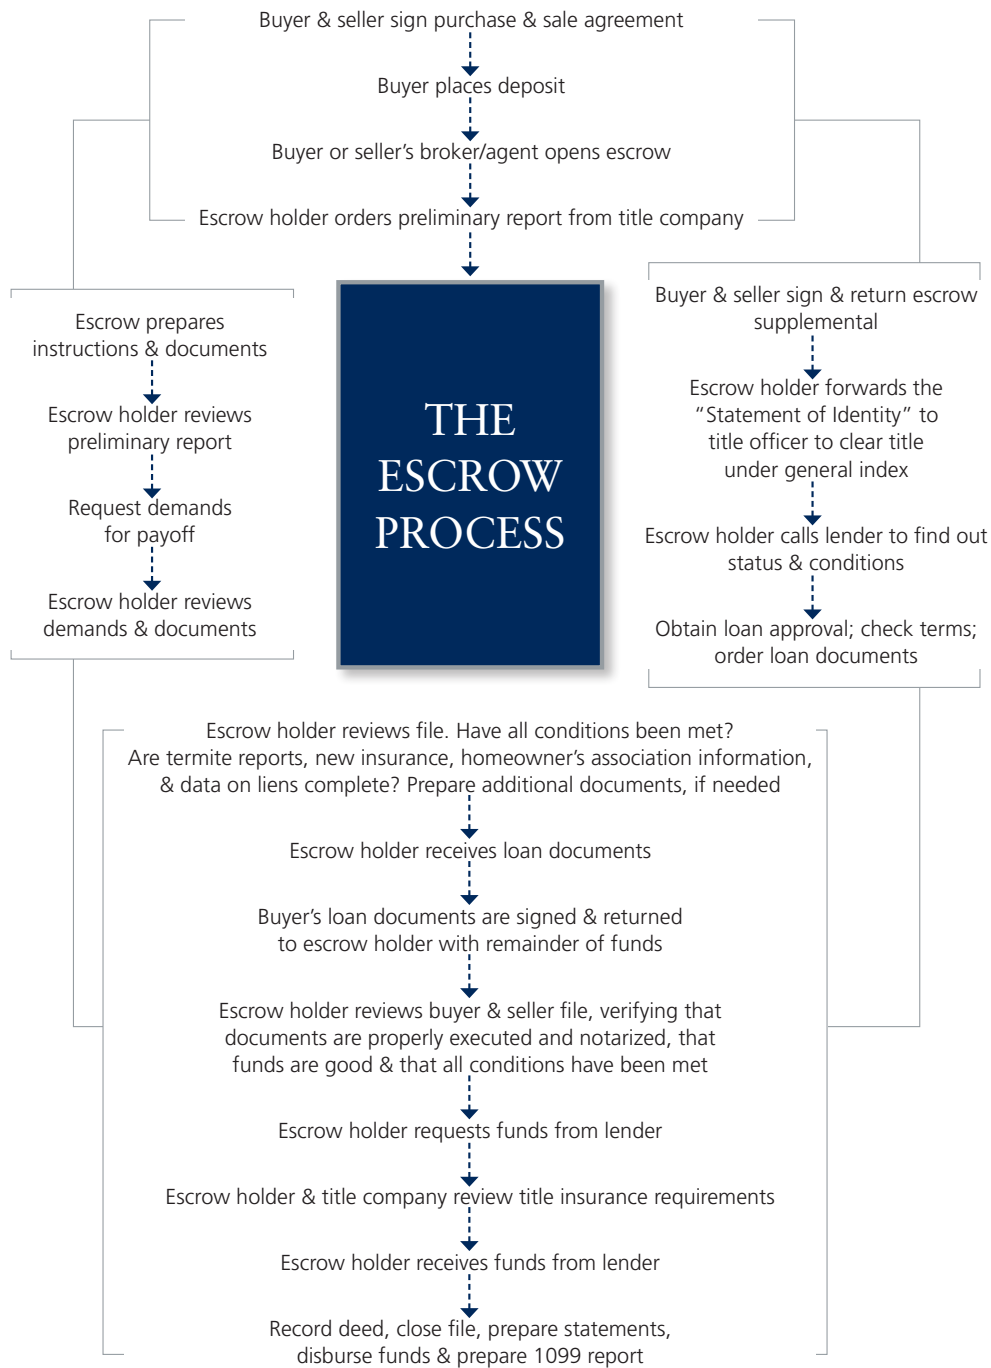 Buyer & seller sign purchase & sale agreement
Buyer places deposit
Buyer or seller's broker/agent opens escrow
Escrow holder orders preliminary report from title company
Escrow prepares
instructions & documents
Escrow holder reviews
preliminary report
Request demands
for payoff
Escrow holder reviews
demands & documents
THE
ESCROW
PROCESS
Buyer & seller sign & return escrow
supplemental
Escrow holder forwards the
“Statement of Identity” to
title officer to clear title
under general index
Escrow holder calls lender to find out
status & conditions
Obtain loan approval; check terms;
order loan documents
Escrow holder reviews file. Have all conditions been met?
Are termite reports, new insurance, homeowner's association information,
& data on liens complete? Prepare additional documents, if needed
Escrow holder receives loan documents
Buyer's loan documents are signed & returned
to escrow holder with remainder of funds
Escrow holder reviews buyer & seller file, verifying that
documents are properly executed and notarized, that
funds are good & that all conditions have been met
Escrow holder requests funds from lender
Escrow holder & title company review title insurance requirements
Escrow holder receives funds from lender
Record deed, close file, prepare statements,
disburse funds & prepare 1099 report